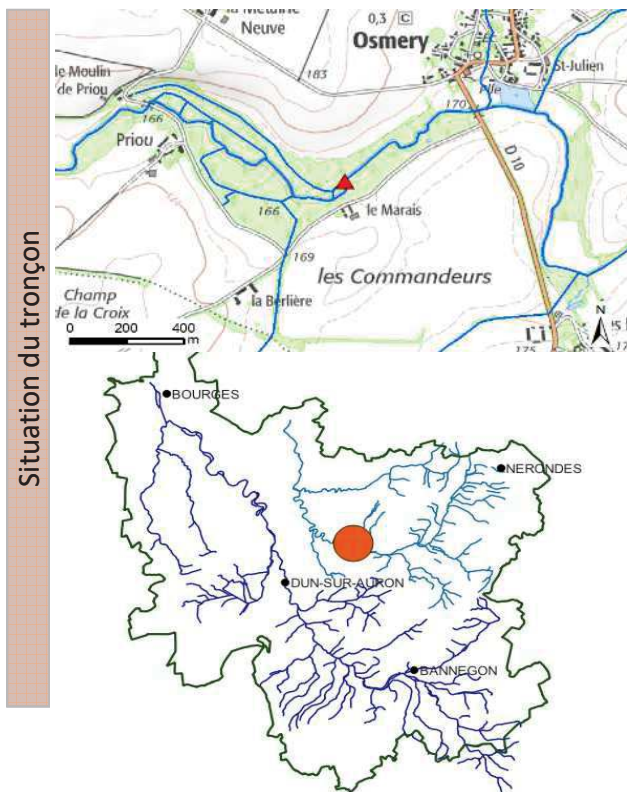 Situation du tronçon
Neuve
0,3 C
Osmery
le Moulin
de Priou
183
St-Julien
166
170
Priou
D 10
166
le Marais
169
les Commandeurs
la Berlière
Champ
de la Croix
0 200 400
m
N
175
BOURGES
NERONDES
DUN-SUR-AURON
BANNEGON